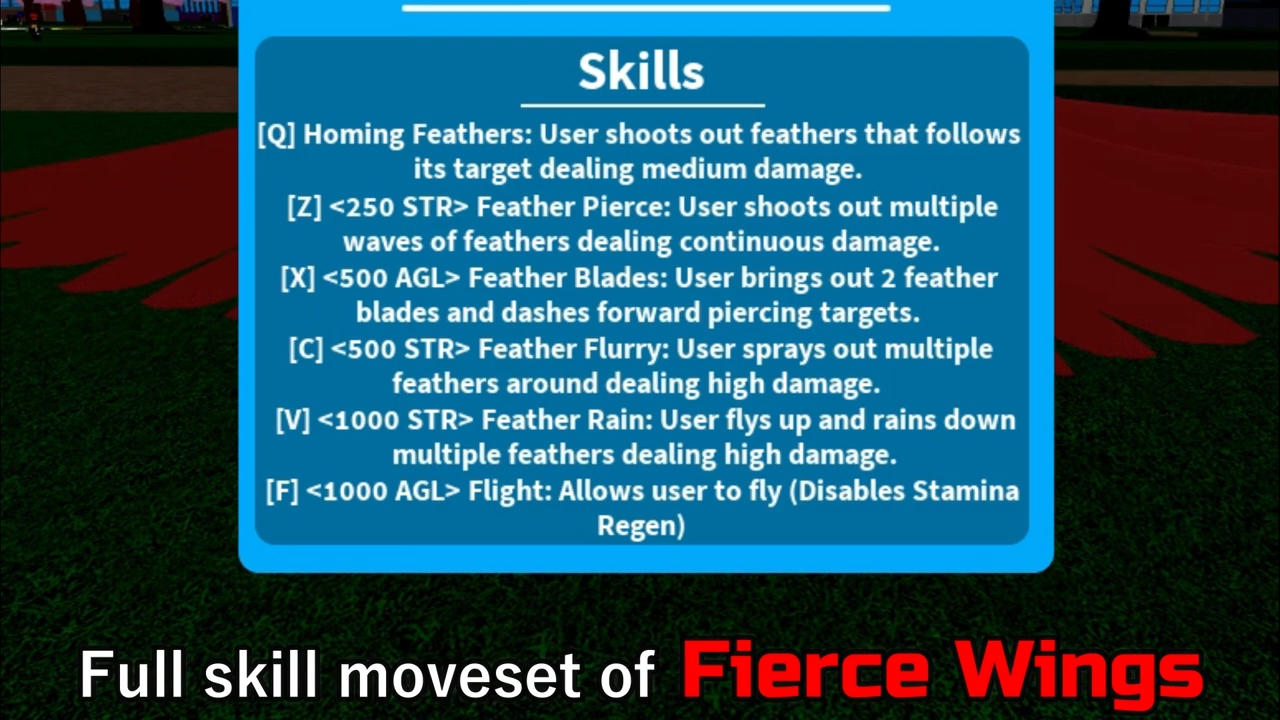 Skills
[Q] Homing Feathers: User shoots out feathers that follows
its target dealing medium damage.
[Z] <250 STR> Feather Pierce: User shoots out multiple
waves of feathers dealing continuous damage.
[X] <500 AGL> Feather Blades: User brings out 2 feather
blades and dashes forward piercing targets.
[C] <500 STR> Feather Flurry: User sprays out multiple
feathers around dealing high damage.
[V] <1000 STR> Feather Rain: User flys up and rains down
multiple feathers dealing high damage.
[F] <1000 AGL> Flight: Allows user to fly (Disables Stamina
Regen)
Full skill moveset of Fierce Wings